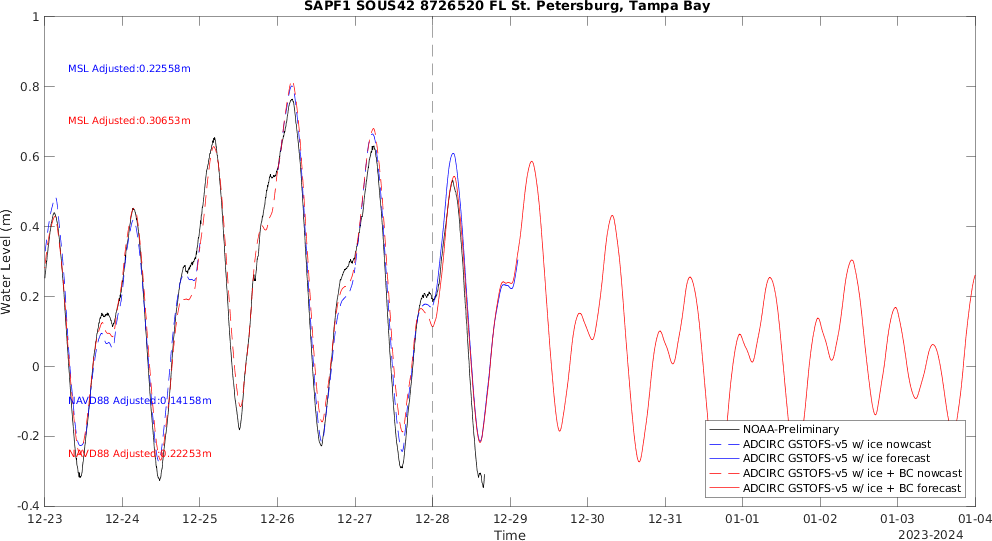 SAPF1 SOUS42 8726520 FL St. Petersburg, Tampa Bay
1
0.8
0.6
0.4
0.2
0
-0.2
-0.4
Water Level (m)
MSL Adjusted:0.22558m
MSL Adjusted:0.30653m
NAVD88 Adjusted:0.14158m
NAVD88 Adjusted:0.22253m
NOAA-Preliminary
ADCIRC GSTOFS-v5 w/ ice nowcast
ADCIRC GSTOFS-v5 w/ ice forecast
ADCIRC GSTOFS-v5 w/ ice + BC nowcast
ADCIRC GSTOFS-v5 w/ ice + BC forecast
12-23 12-24 12-25 12-26 12-27 12-28 12-29 12-30 12-31 01-01 01-02 01-03 01-04
Time
2023-2024